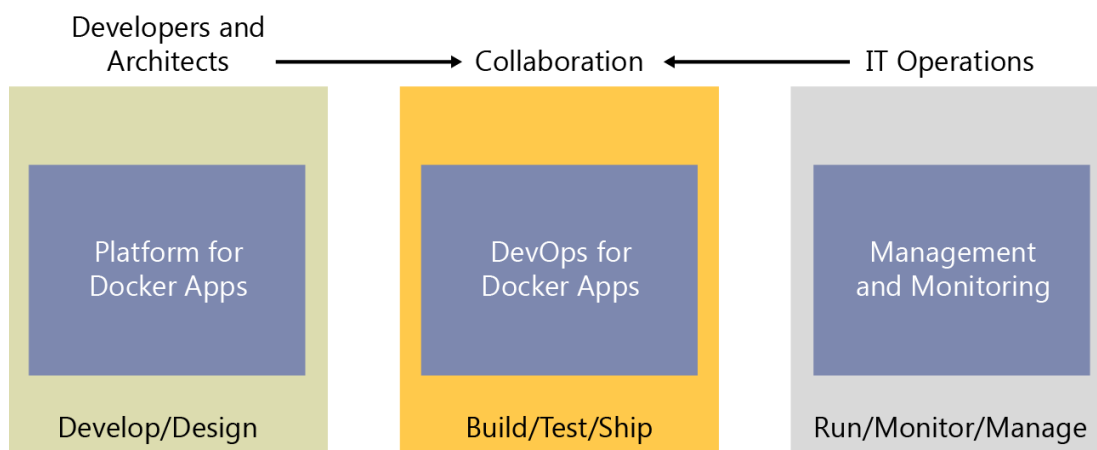 Developers and
Architects
Collaboration
IT Operations
Platform for
Docker Apps
DevOps for
Docker Apps
Management
and Monitoring
Develop/Design
Build/Test/Ship
Run/Monitor/Manage